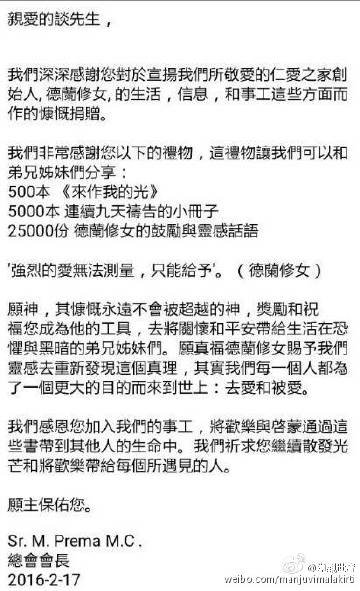 親愛的談先生，
我們深深感謝您對於宣揚我們所敬愛的仁愛之家創
始人, 德蘭修女, 的生活，信息，和事工這些方面而
作的慷慨捐贈。
我們非常感謝您以下的禮物，這禮物讓我們可以和
弟兄姊妹們分享：
500本 《來作我的光》
5000本 連續九天禱告的小冊子
25000份 德蘭修女的鼓勵與靈感話語
'強烈的愛無法測量，只能給予'。（德蘭修女）
願神，其慷慨永遠不會被超越的神，獎勵和祝
福您成為他的工具，去將關懷和平安帶給生活在恐
懼與黑暗的弟兄姊妹們。願真福德蘭修女賜予我們
靈感去重新發現這個真理，其實我們每一個人都為
了一個更大的目的而來到世上：去愛和被愛。
我們感恩您加入我們的事工，將歡樂與啓蒙通過這
些書帶到其他人的生命中。我們祈求您繼續散發光
芒和將歡樂帶給每個所遇見的人。
願主保佑您。
Sr. M. Prema M.C .
總會會長
2016-2-17
weibo.com/manjuvimalakirti